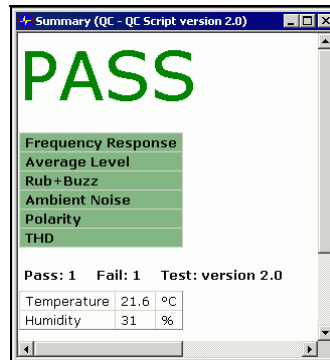 Summary (QC - QC Script version 2.0)
PASS
Frequency Response
Average Level
Rub+Buzz
Ambient Noise
Polarity
THD
Pass: 1 Fail: 1 Test: version 2.0
Temperature 21.6 °C
Humidity 31 %